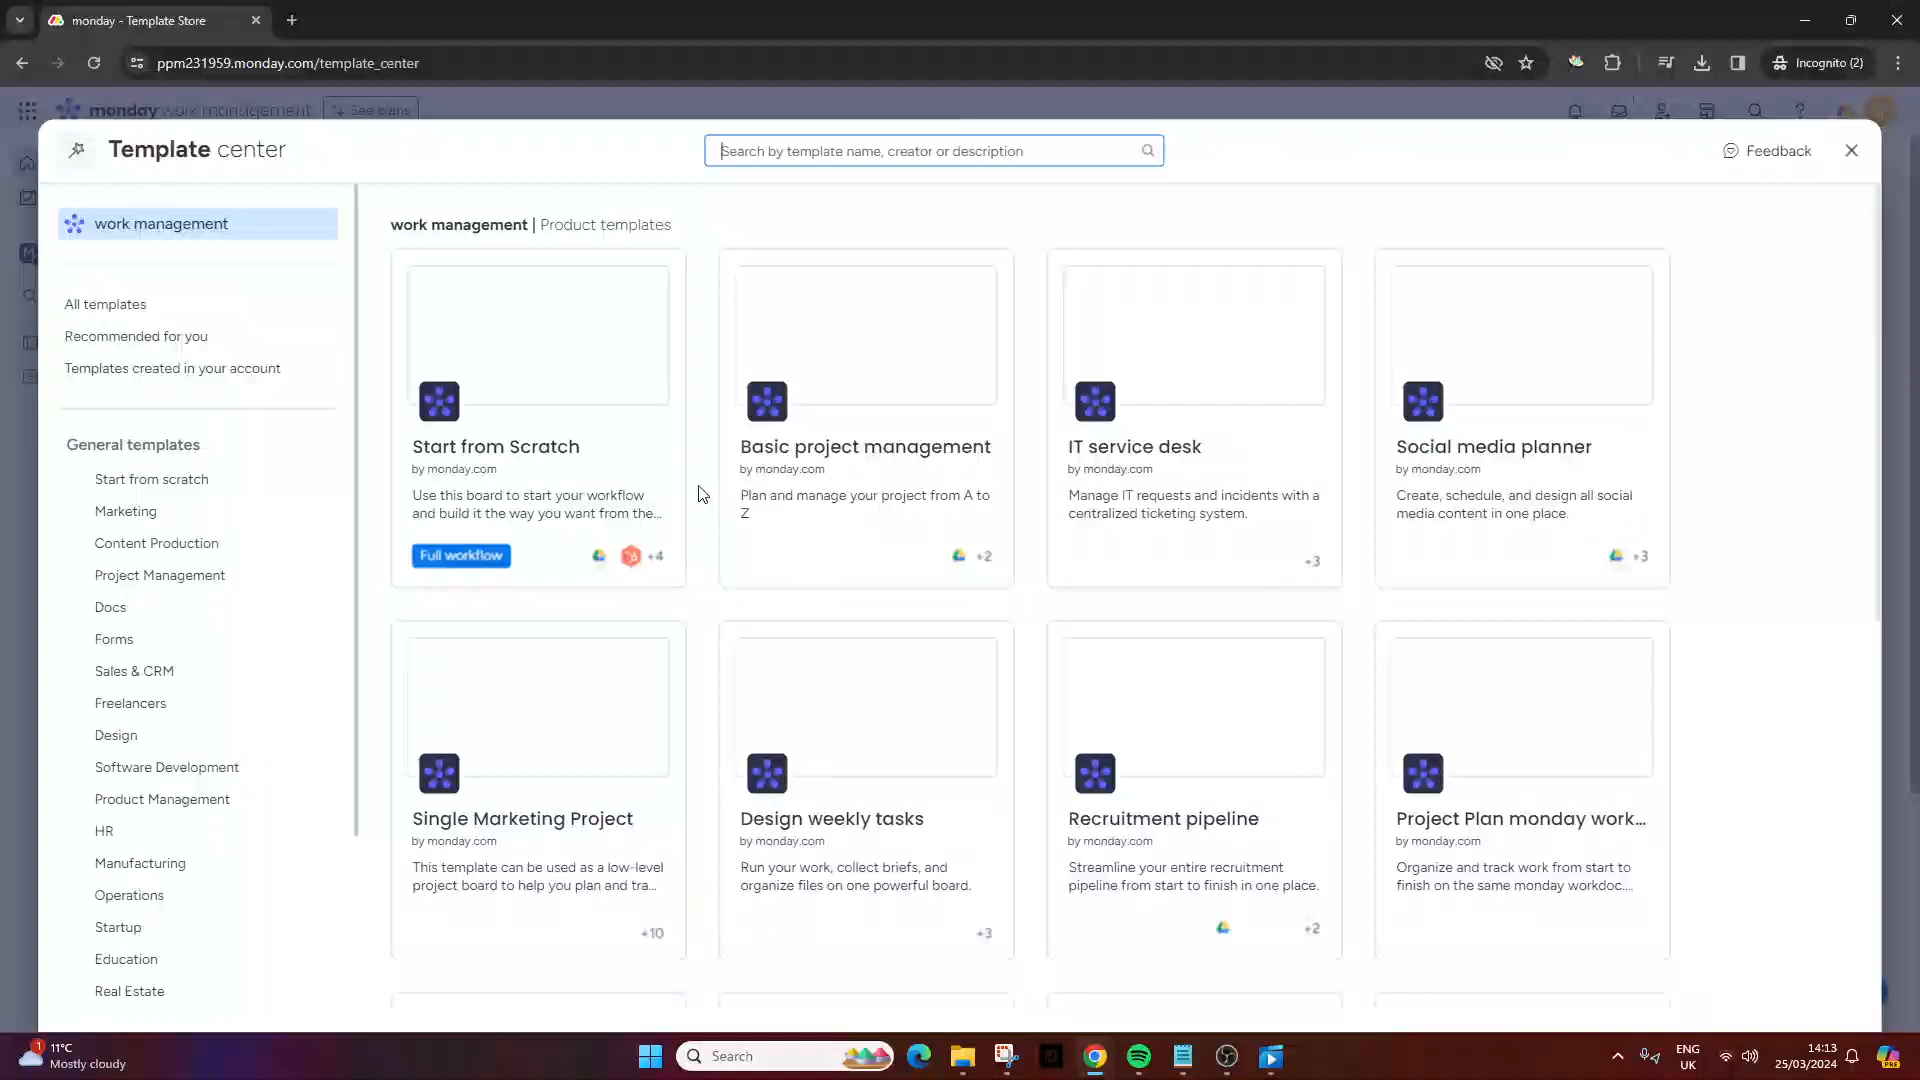 monday - Template Store
ppm231959.monday.com/template_center
Incognito (2)
monday work management
See plans
Template center
Search by template name, creator or description
Feedback
work management
All templates
Recommended for you
Templates created in your account
General templates
Start from scratch
Marketing
Content Production
Project Management
Docs
Forms
Sales & CRM
Freelancers
Design
Software Development
Product Management
HR
Manufacturing
Operations
Startup
Education
Real Estate
work management | Product templates
Start from Scratch
by monday.com
Use this board to start your workflow
and build it the way you want from the...
Full workflow
+4
Basic project management
by monday.com
Plan and manage your project from A to
Z
+2
IT service desk
by monday.com
Manage IT requests and incidents with a
centralized ticketing system.
+3
Social media planner
by monday.com
Create, schedule, and design all social
media content in one place.
+3
Single Marketing Project
by monday.com
This template can be used as a low-level
project board to help you plan and tra...
+10
Design weekly tasks
by monday.com
Run your work, collect briefs, and
organize files on one powerful board.
+3
Recruitment pipeline
by monday.com
Streamline your entire recruitment
pipeline from start to finish in one place.
+2
Project Plan monday work...
by monday.com
Organize and track work from start to
finish on the same monday workdoc....
1
11°C
Mostly cloudy
Search
ENG
UK
14:13
25/03/2024
PRE